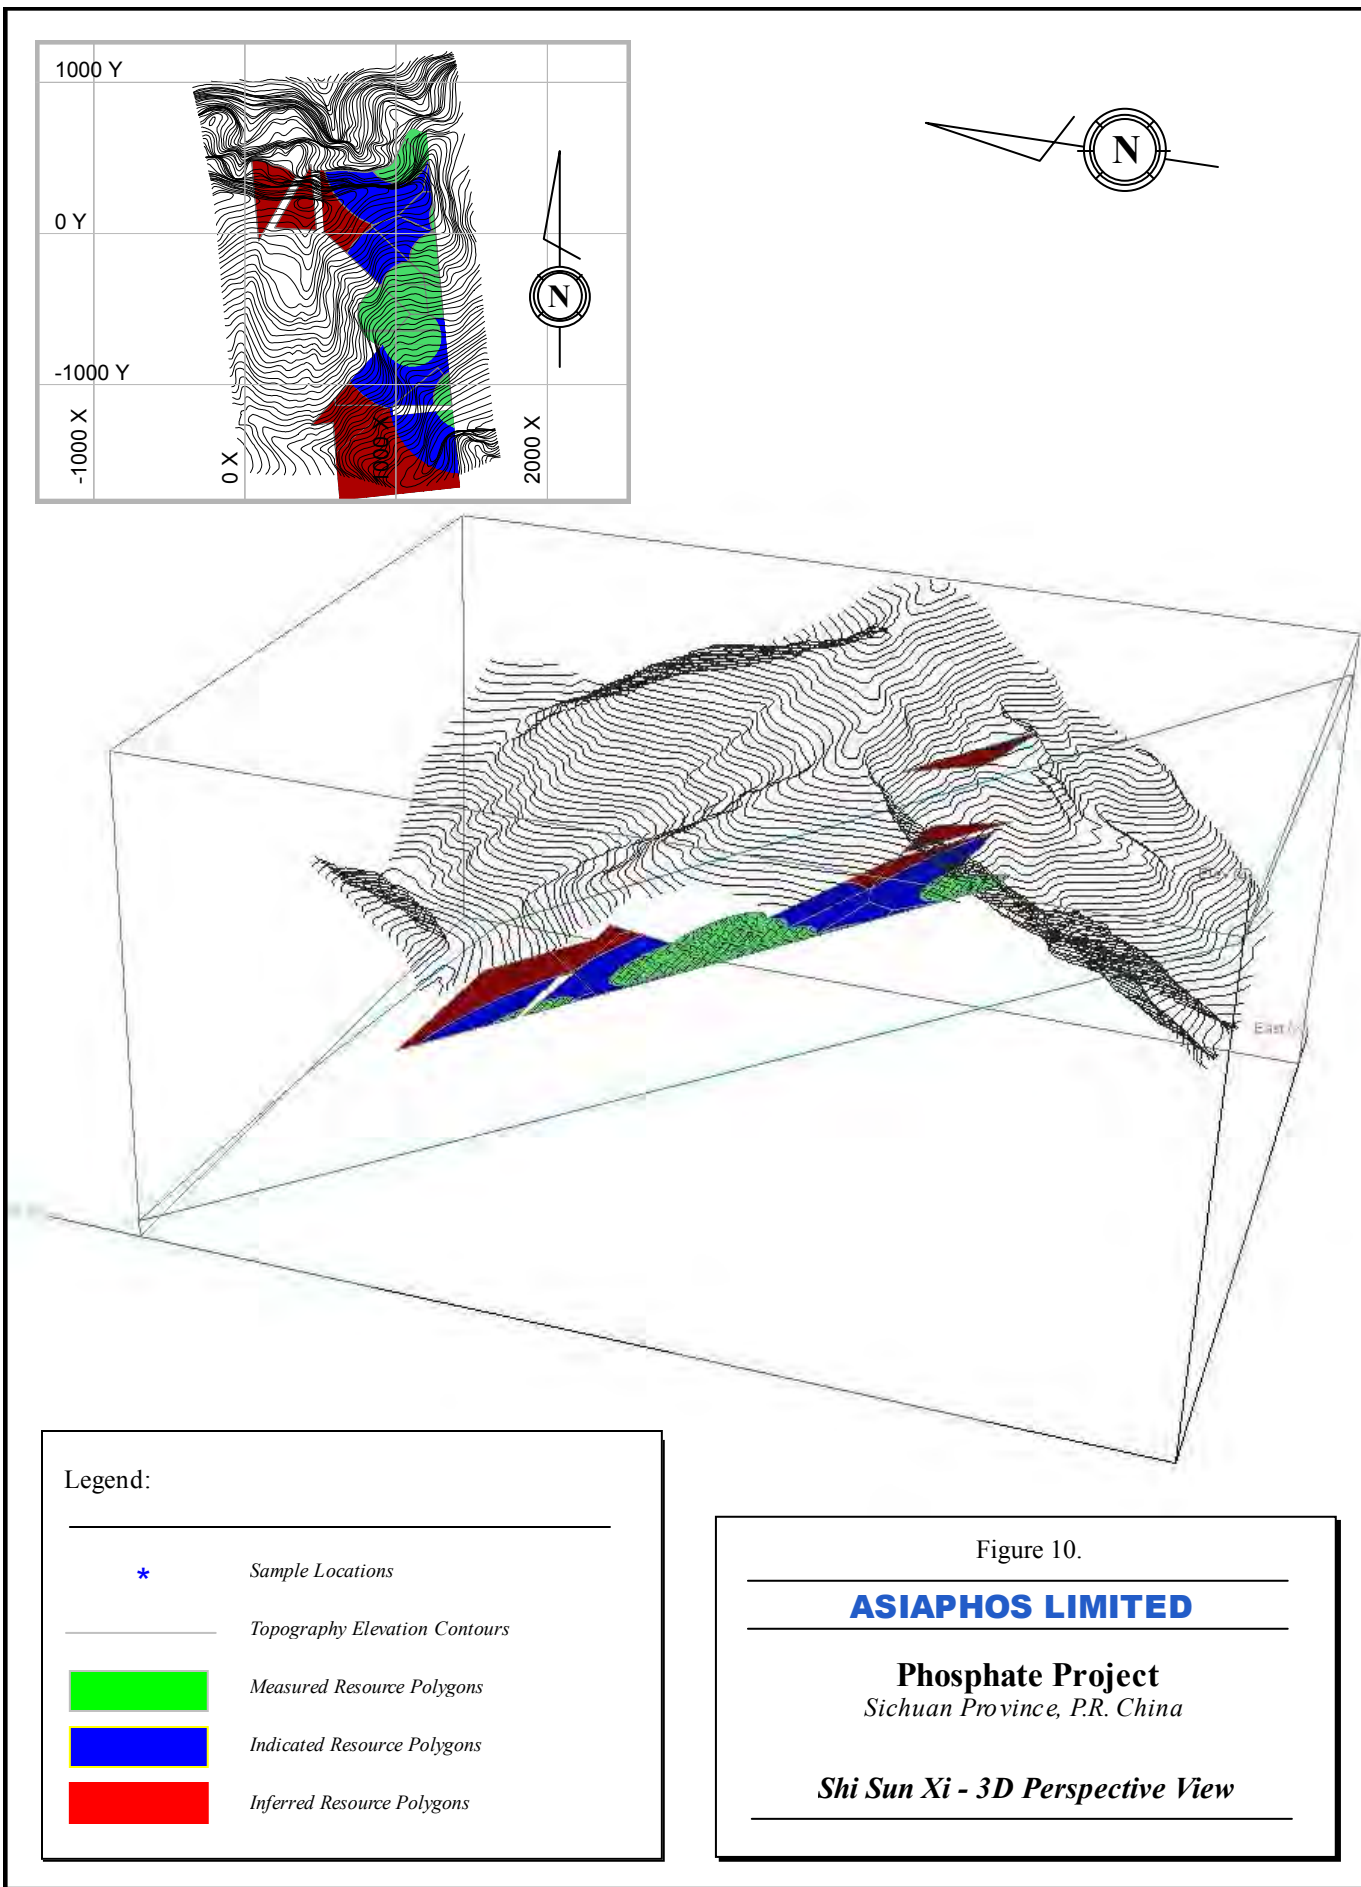 1000 Y
0 Y
-1000 Y
-1000 X
0 X
1000 X
2000 X
N
N
East
Legend:
* Sample Locations
Topography Elevation Contours
Measured Resource Polygons
Indicated Resource Polygons
Inferred Resource Polygons
Figure 10.
ASIAPHOS LIMITED
Phosphate Project
Sichuan Province, P.R. China
Shi Sun Xi - 3D Perspective View